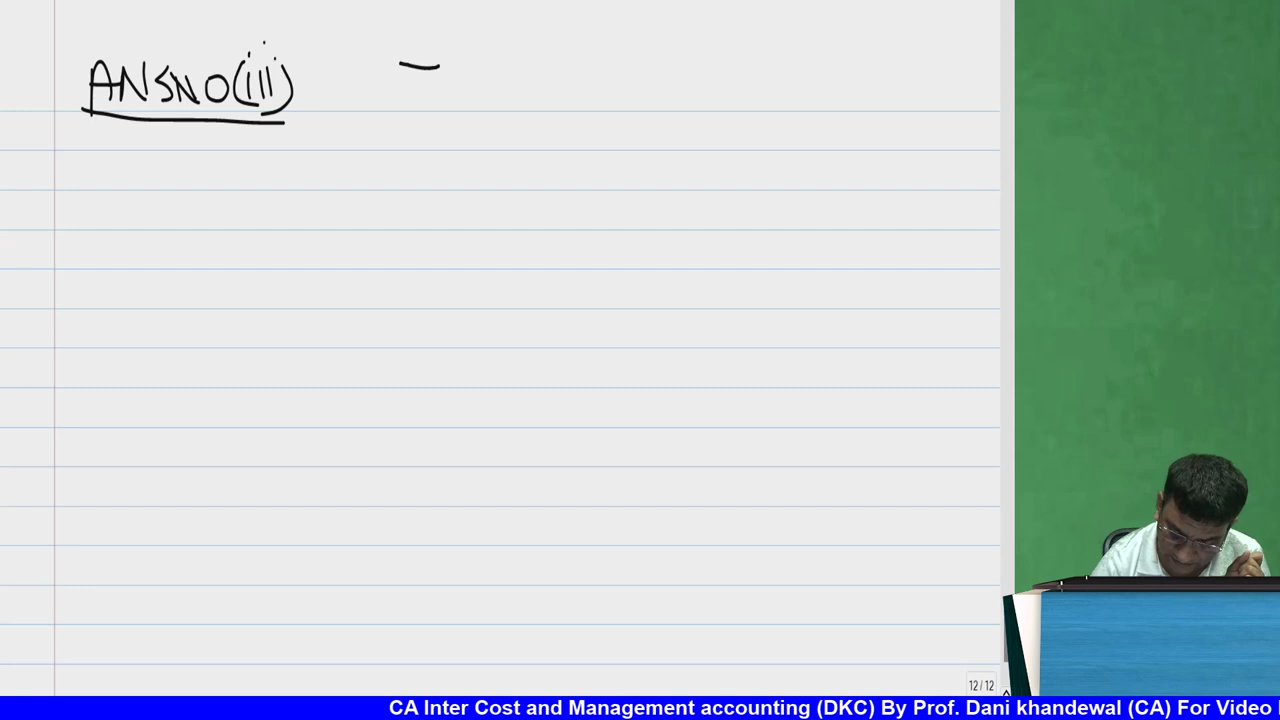 ANSNO(iii) –
12/12
CA Inter Cost and Management accounting (DKC) By Prof. Dani khandewal (CA) For Video